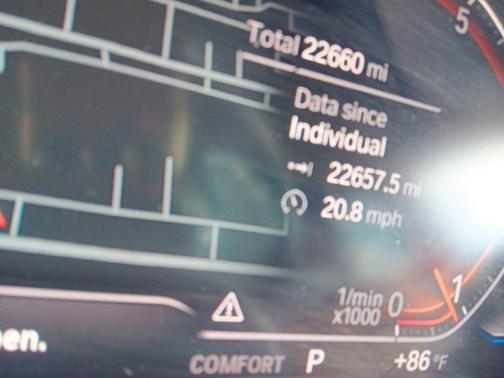 Total 22660 mi
5
Data since
Individual
22657.5 mi
20.8 mph
1/min
x1000
0
1
en.
COMFORT P +86 °F